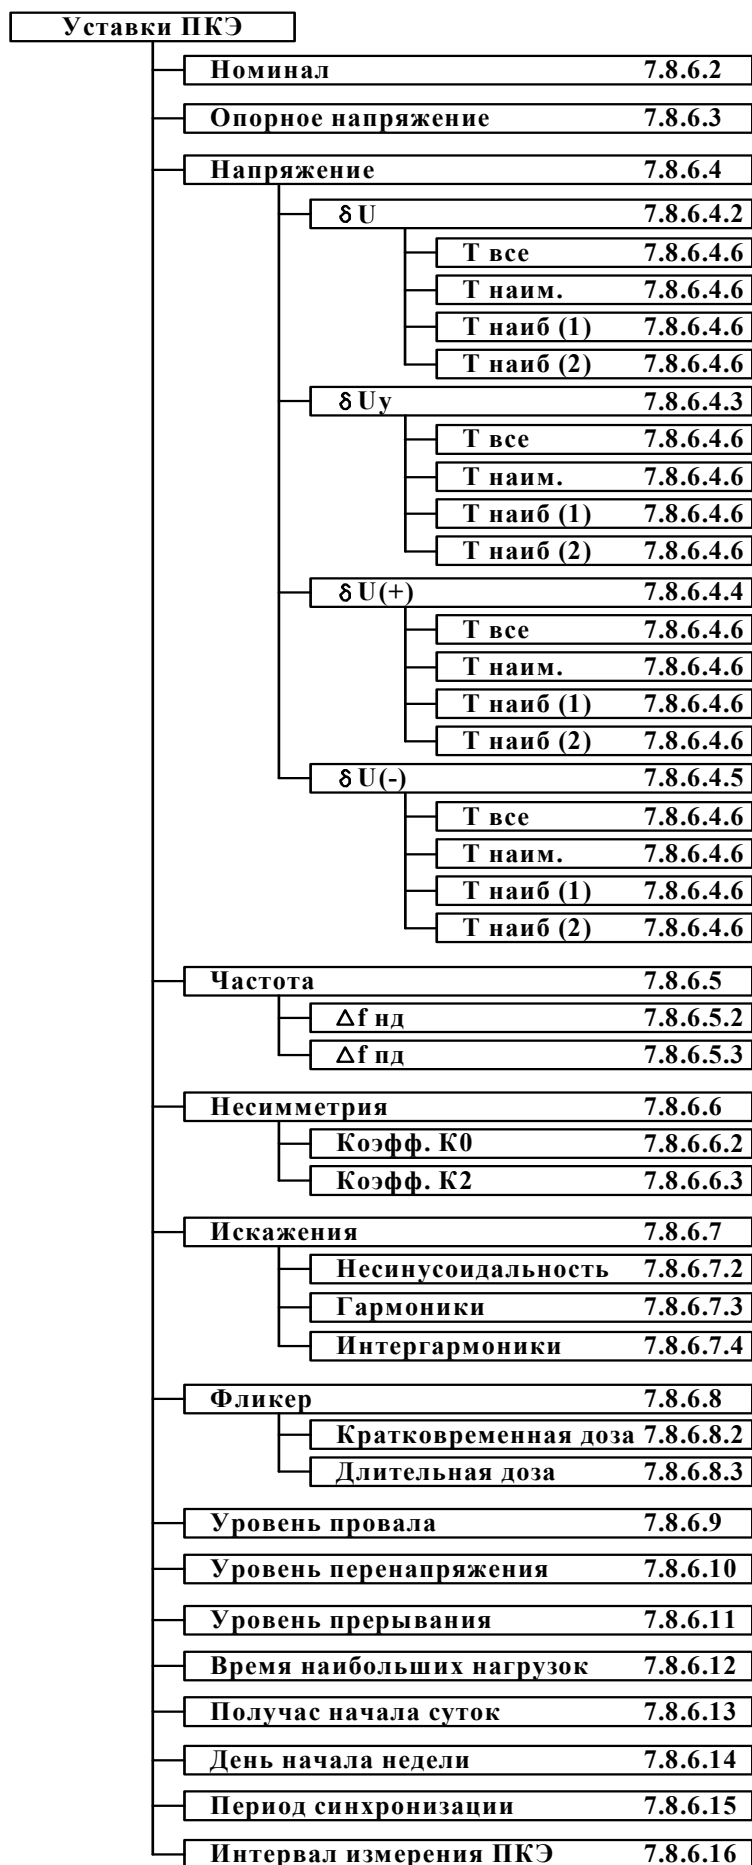 Уставки ПКЭ
Номинал 7.8.6.2
Опорное напряжение 7.8.6.3
Напряжение 7.8.6.4
δU 7.8.6.4.2
Т все 7.8.6.4.6
Т наим. 7.8.6.4.6
Т наиб (1) 7.8.6.4.6
Т наиб (2) 7.8.6.4.6
δUy 7.8.6.4.3
Т все 7.8.6.4.6
Т наим. 7.8.6.4.6
Т наиб (1) 7.8.6.4.6
Т наиб (2) 7.8.6.4.6
δU(+) 7.8.6.4.4
Т все 7.8.6.4.6
Т наим. 7.8.6.4.6
Т наиб (1) 7.8.6.4.6
Т наиб (2) 7.8.6.4.6
δU(-) 7.8.6.4.5
Т все 7.8.6.4.6
Т наим. 7.8.6.4.6
Т наиб (1) 7.8.6.4.6
Т наиб (2) 7.8.6.4.6
Частота 7.8.6.5
Δf нд 7.8.6.5.2
Δf пд 7.8.6.5.3
Несимметрия 7.8.6.6
Коэфф. К0 7.8.6.6.2
Коэфф. К2 7.8.6.6.3
Искажения 7.8.6.7
Несинусоидальность 7.8.6.7.2
Гармоники 7.8.6.7.3
Интергармоники 7.8.6.7.4
Фликер 7.8.6.8
Кратковременная доза 7.8.6.8.2
Длительная доза 7.8.6.8.3
Уровень провала 7.8.6.9
Уровень перенапряжения 7.8.6.10
Уровень прерывания 7.8.6.11
Время наибольших нагрузок 7.8.6.12
Получас начала суток 7.8.6.13
День начала недели 7.8.6.14
Период синхронизации 7.8.6.15
Интервал измерения ПКЭ 7.8.6.16